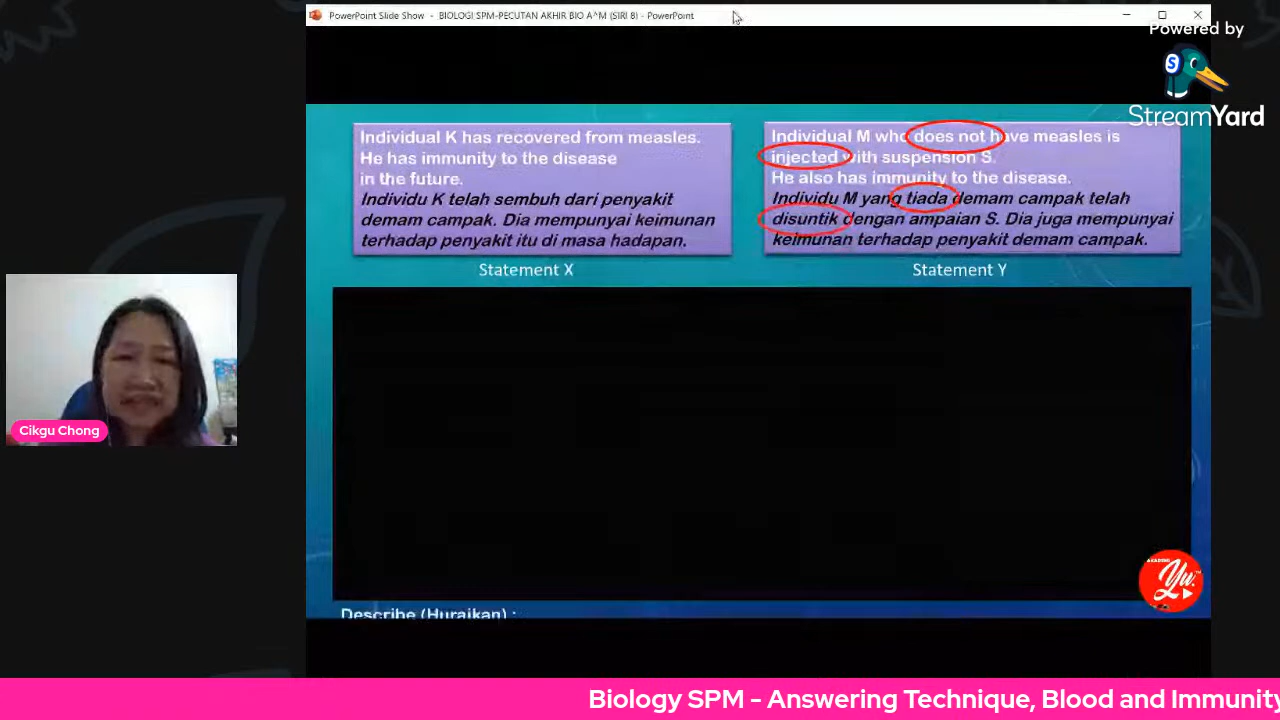 PowerPoint Slide Show - BIOLOGI SPM-PECUTAN AKHIR BIO A^M (SIRI 8) - PowerPoint
Powered by
S
StreamYard
Individual K has recovered from measles.
He has immunity to the disease
in the future.
Individu K telah sembuh dari penyakit
demam campak. Dia mempunyai keimunan
terhadap penyakit itu di masa hadapan.
Statement X
Individual M who does not have measles is
injected with suspension S.
He also has immunity to the disease.
Individu M yang tiada demam campak telah
disuntik dengan ampaian S. Dia juga mempunyai
keimunan terhadap penyakit demam campak.
Statement Y
Cikgu Chong
AKADEMI
Yu
Describe (Huraikan) :
Biology SPM - Answering Technique, Blood and Immunity